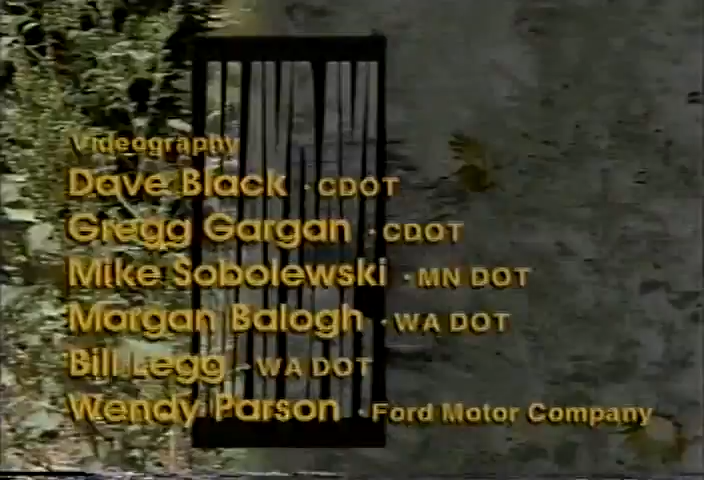 Videography
Dave Black · CDOT
Gregg Gargan · CDOT
Mike Sobolewski · MN DOT
Morgan Balogh · WA DOT
Bill Legg · WA DOT
Wendy Parson · Ford Motor Company